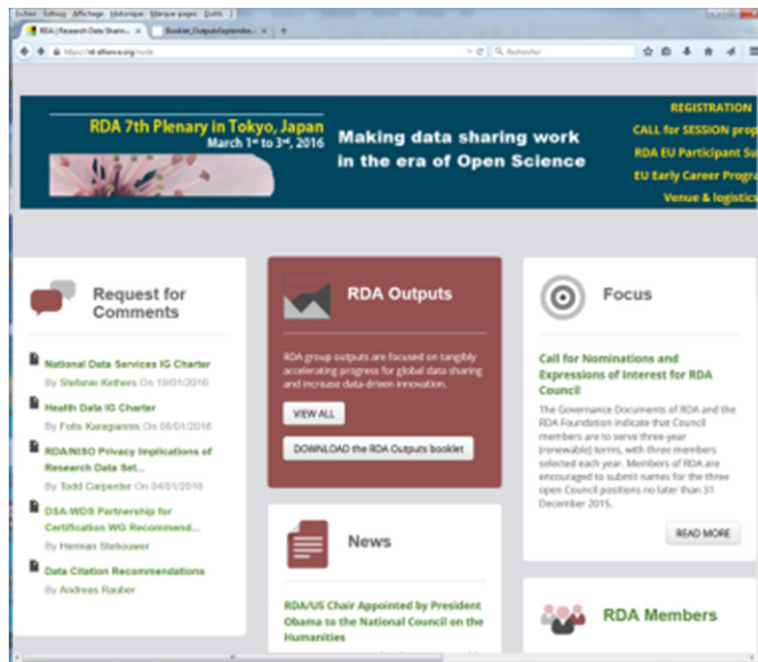 Fichier Édition Affichage Historique Marque-pages Outils ?
RDA | Research Data Sharin...
Booklet_OutputsSeptembe...
Rechercher
RDA 7th Plenary in Tokyo, Japan
March 1st to 3rd, 2016
Making data sharing work
in the era of Open Science
REGISTRATION
CALL for SESSION prop
RDA EU Participant Su
EU Early Career Progra
Venue & logistics
Request for
Comments
National Data Services IG Charter
By Stefanie Kethers On 19/01/2016
Health Data IG Charter
By Fotis Karagiannis On 08/01/2016
RDA/NISO Privacy Implications of
Research Data Set...
By Todd Carpenter On 04/01/2016
DSA-WDS Partnership for
Certification WG Recommend...
By Herman Stehouwer
Data Citation Recommendations
By Andreas Rauber
RDA Outputs
RDA group outputs are focused on tangibly
accelerating progress for global data sharing
and increase data-driven innovation.
VIEW ALL
DOWNLOAD the RDA Outputs booklet
News
RDA/US Chair Appointed by President
Obama to the National Council on the
Humanities
Focus
Call for Nominations and
Expressions of Interest for RDA
Council
The Governance Documents of RDA and the
RDA Foundation indicate that Council
members are to serve three-year
(renewable) terms, with three members
selected each year. Members of RDA are
encouraged to submit names for the three
open Council positions no later than 31
December 2015.
READ MORE
RDA Members